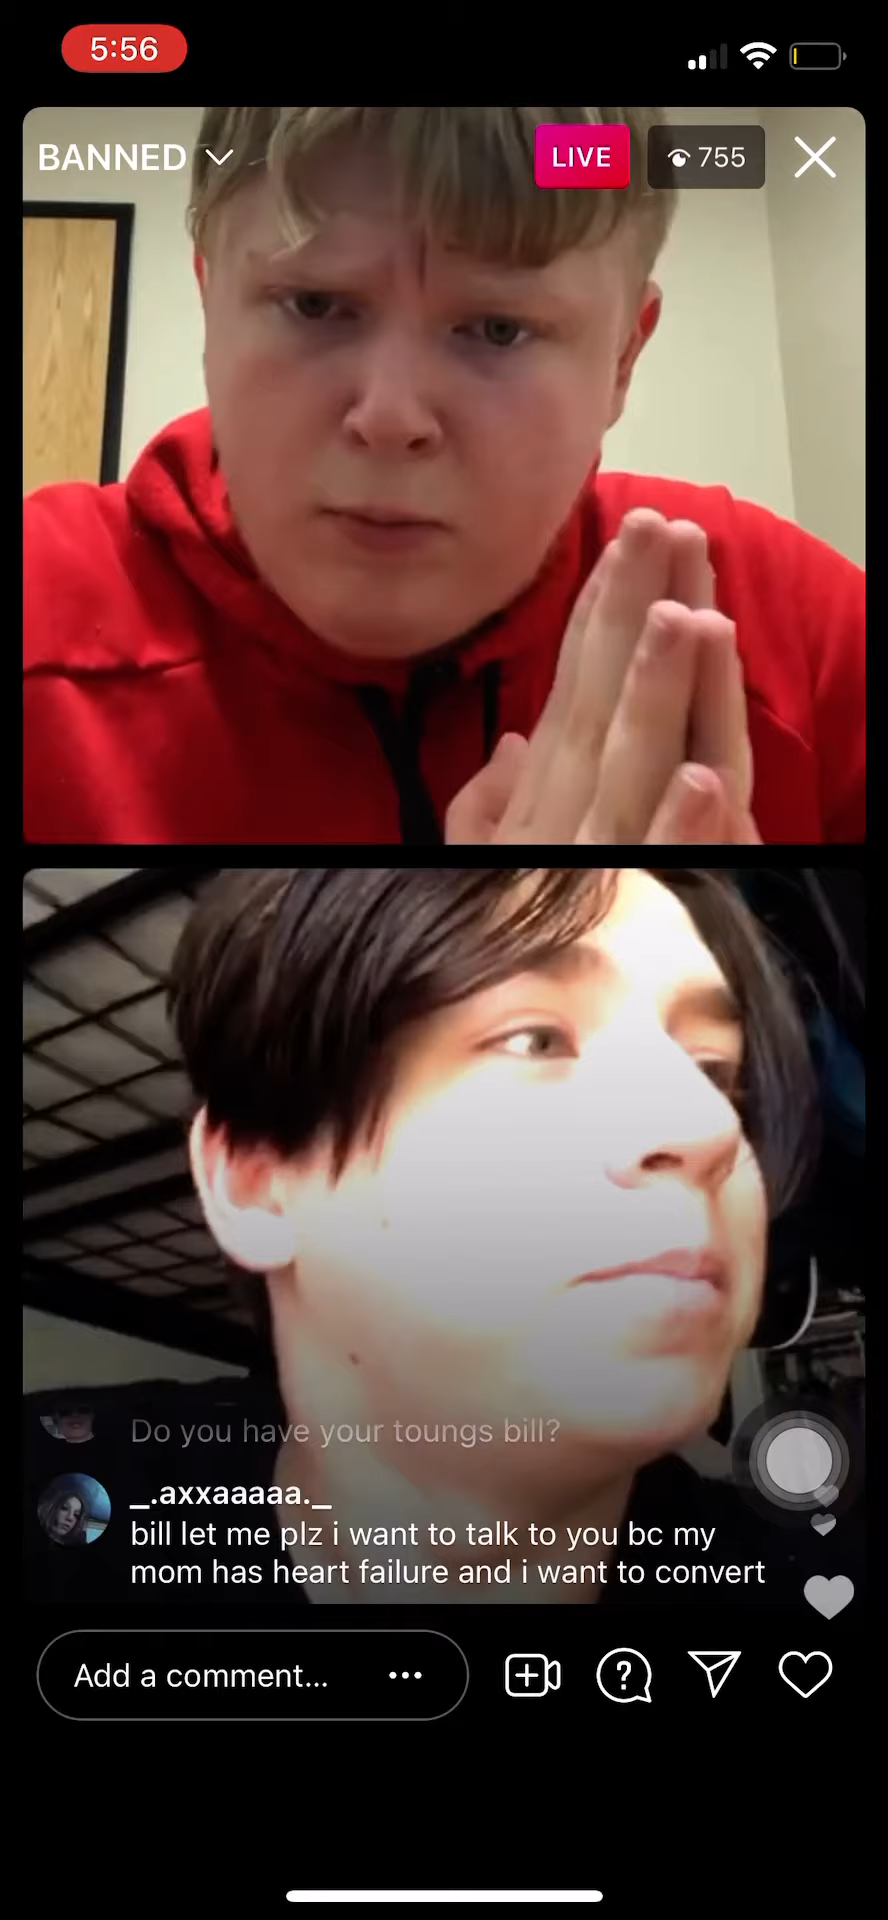 5:56
BANNED
LIVE
755
Do you have your toungs bill?
_.axxaaaaa._
bill let me plz i want to talk to you bc my
mom has heart failure and i want to convert
Add a comment...